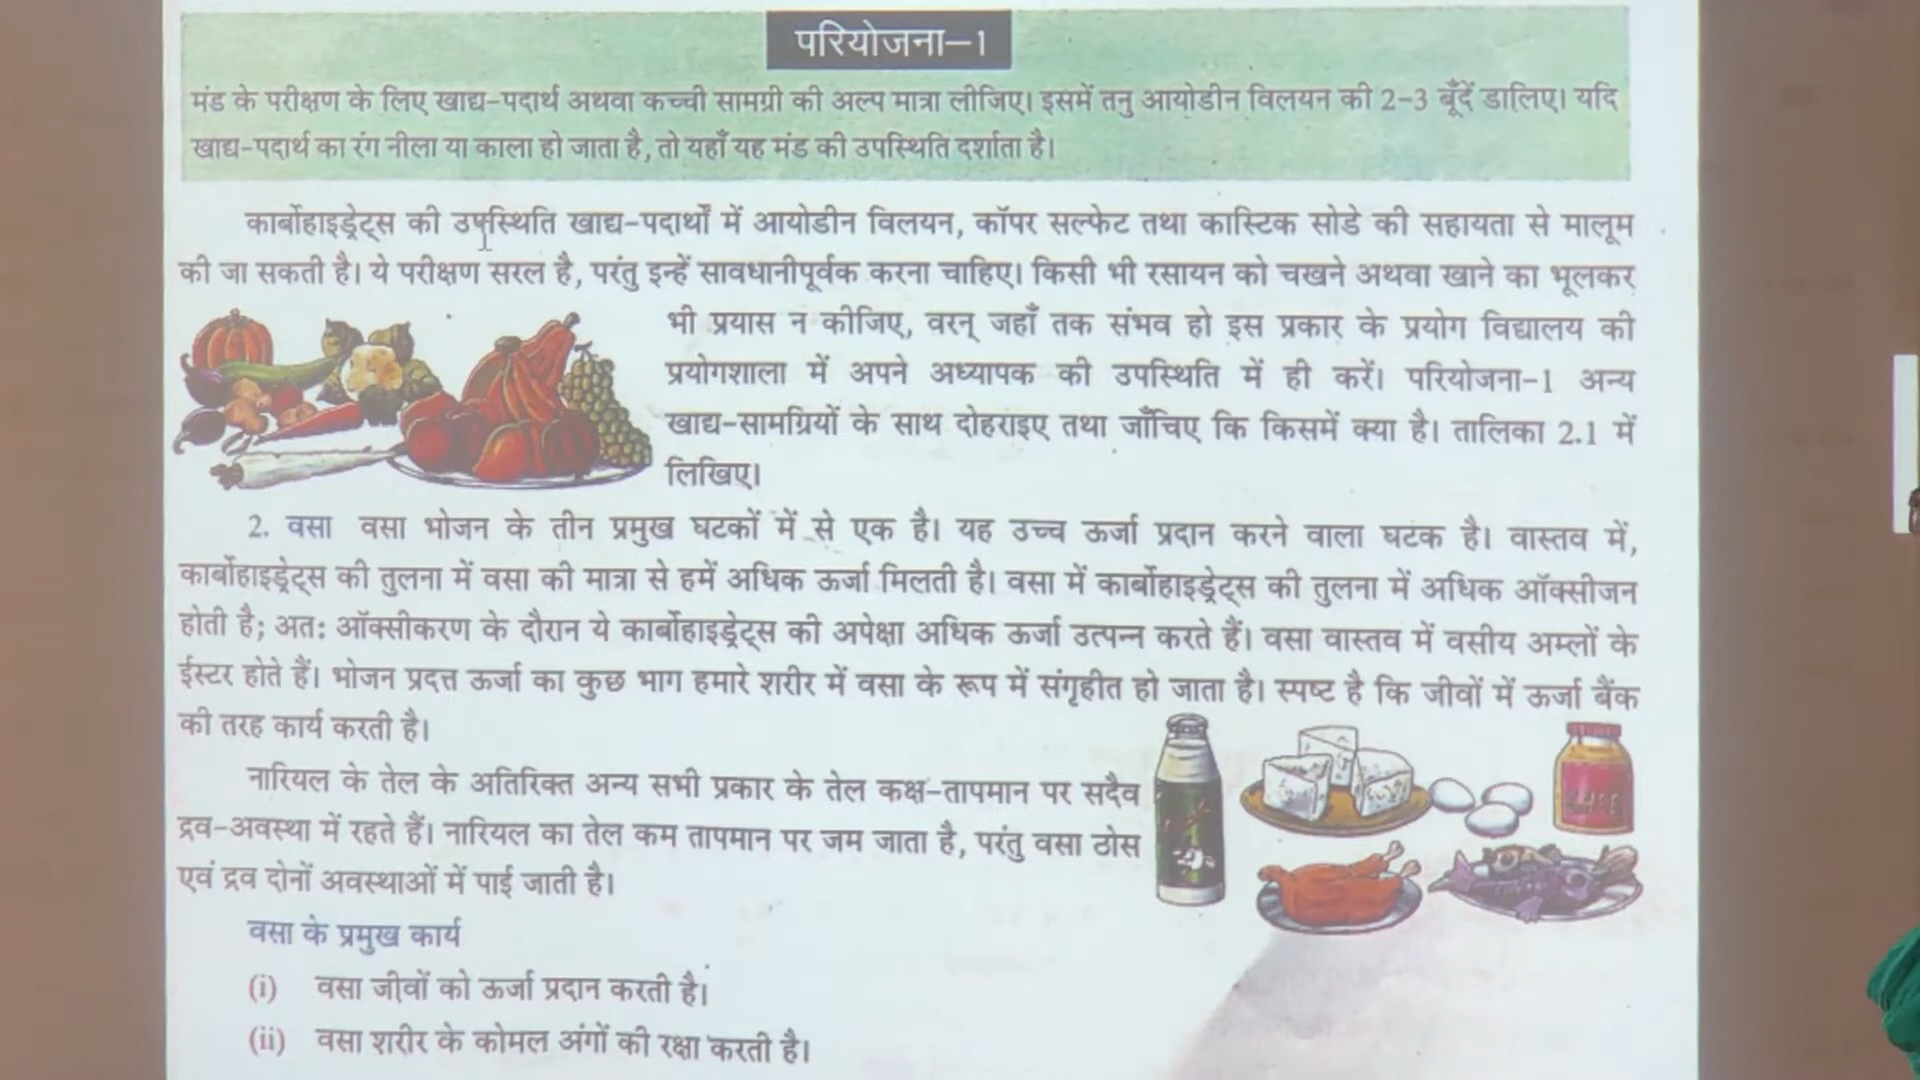 परियोजना–1
मंड के परीक्षण के लिए खाद्य-पदार्थ अथवा कच्ची सामग्री की अल्प मात्रा लीजिए। इसमें तनु आयोडीन विलयन की 2-3 बूँदें डालिए। यदि
खाद्य-पदार्थ का रंग नीला या काला हो जाता है, तो यहाँ यह मंड की उपस्थिति दर्शाता है।
कार्बोहाइड्रेट्स की उपस्थिति खाद्य-पदार्थों में आयोडीन विलयन, कॉपर सल्फेट तथा कास्टिक सोडे की सहायता से मालूम
की जा सकती है। ये परीक्षण सरल है, परंतु इन्हें सावधानीपूर्वक करना चाहिए। किसी भी रसायन को चखने अथवा खाने का भूलकर
भी प्रयास न कीजिए, वरन् जहाँ तक संभव हो इस प्रकार के प्रयोग विद्यालय की
प्रयोगशाला में अपने अध्यापक की उपस्थिति में ही करें। परियोजना-1 अन्य
खाद्य-सामग्रियों के साथ दोहराइए तथा जाँचिए कि किसमें क्या है। तालिका 2.1 में
लिखिए।
2. वसा वसा भोजन के तीन प्रमुख घटकों में से एक है। यह उच्च ऊर्जा प्रदान करने वाला घटक है। वास्तव में,
कार्बोहाइड्रेट्स की तुलना में वसा की मात्रा से हमें अधिक ऊर्जा मिलती है। वसा में कार्बोहाइड्रेट्स की तुलना में अधिक ऑक्सीजन
होती है; अतः ऑक्सीकरण के दौरान ये कार्बोहाइड्रेट्स की अपेक्षा अधिक ऊर्जा उत्पन्न करते हैं। वसा वास्तव में वसीय अम्लों के
ईस्टर होते हैं। भोजन प्रदत्त ऊर्जा का कुछ भाग हमारे शरीर में वसा के रूप में संगृहीत हो जाता है। स्पष्ट है कि जीवों में ऊर्जा बैंक
की तरह कार्य करती है।
नारियल के तेल के अतिरिक्त अन्य सभी प्रकार के तेल कक्ष-तापमान पर सदैव
द्रव-अवस्था में रहते हैं। नारियल का तेल कम तापमान पर जम जाता है, परंतु वसा ठोस
एवं द्रव दोनों अवस्थाओं में पाई जाती है।
वसा के प्रमुख कार्य
(i) वसा जीवों को ऊर्जा प्रदान करती है।
(ii) वसा शरीर के कोमल अंगों की रक्षा करती है।